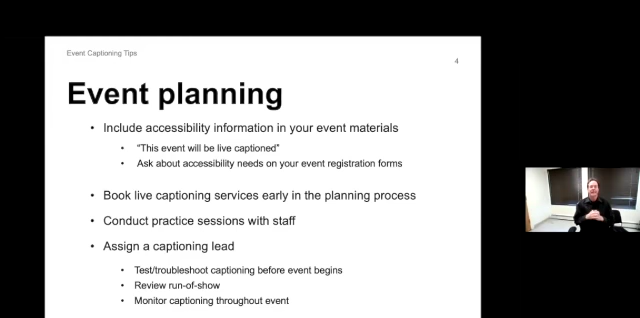 Event Captioning Tips
4
Event planning
• Include accessibility information in your event materials
• "This event will be live captioned"
• Ask about accessibility needs on your event registration forms
• Book live captioning services early in the planning process
• Conduct practice sessions with staff
• Assign a captioning lead
• Test/troubleshoot captioning before event begins
• Review run-of-show
• Monitor captioning throughout event